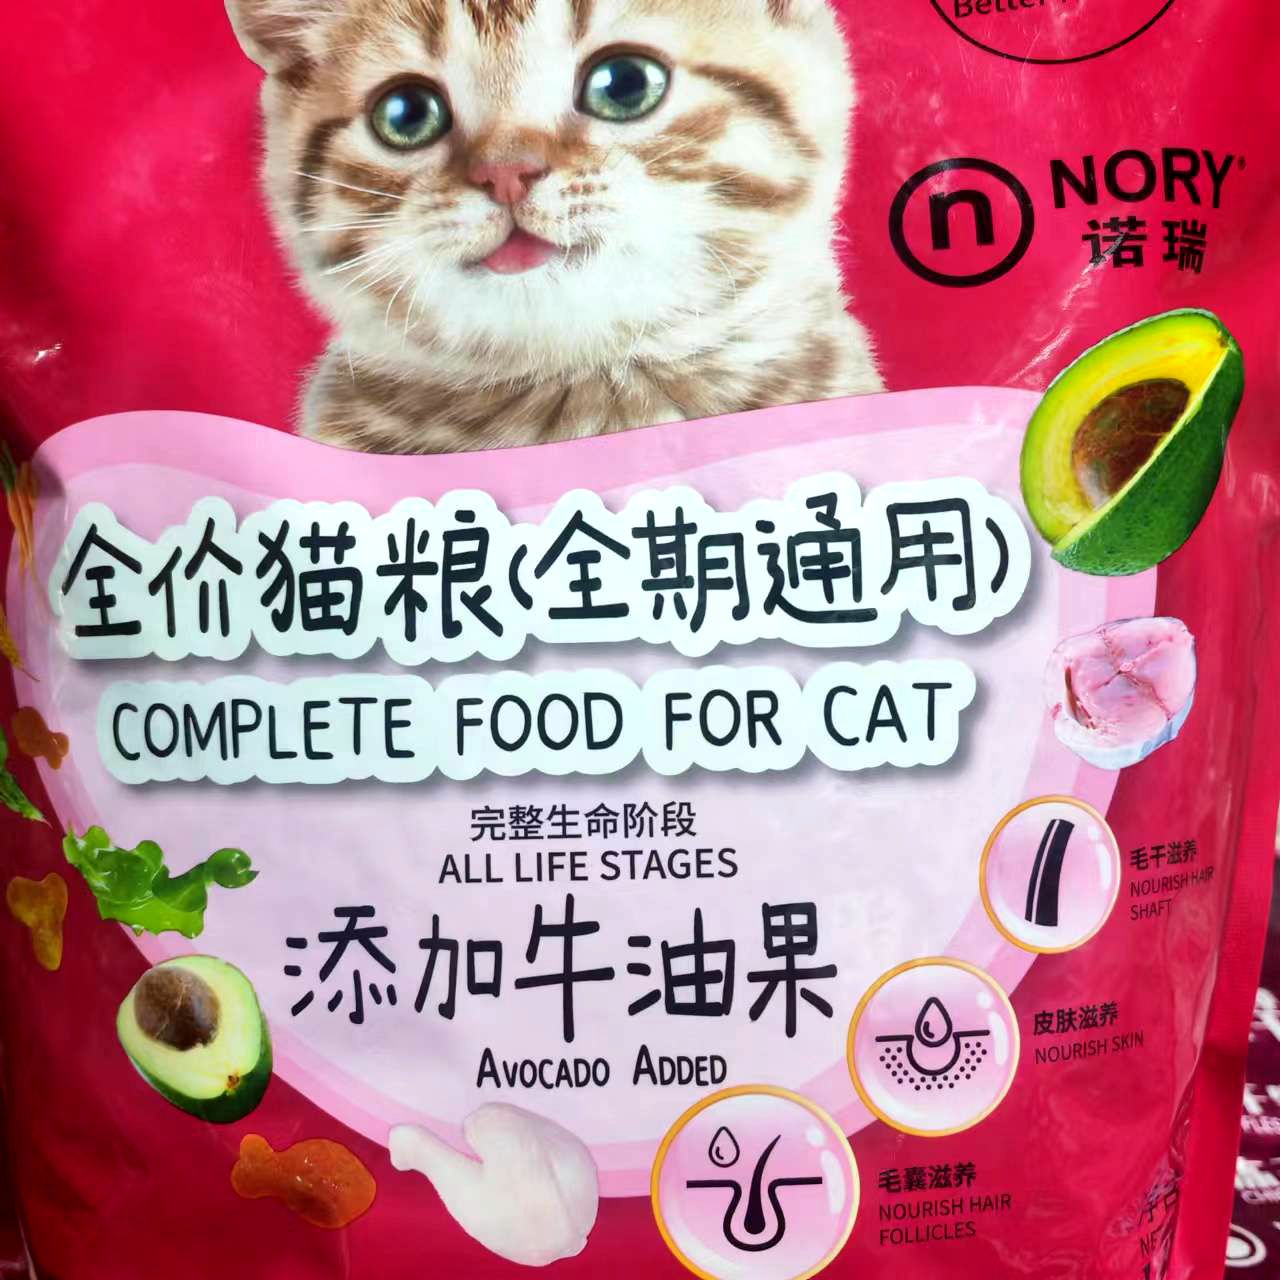 Better
NORY
诺瑞
全价猫粮(全期通用)
COMPLETE FOOD FOR CAT
完整生命阶段
ALL LIFE STAGES
添加牛油果
AVOCADO ADDED
毛干滋养
NOURISH HAIR
SHAFT
皮肤滋养
NOURISH SKIN
毛囊滋养
NOURISH HAIR
FOLLICLES